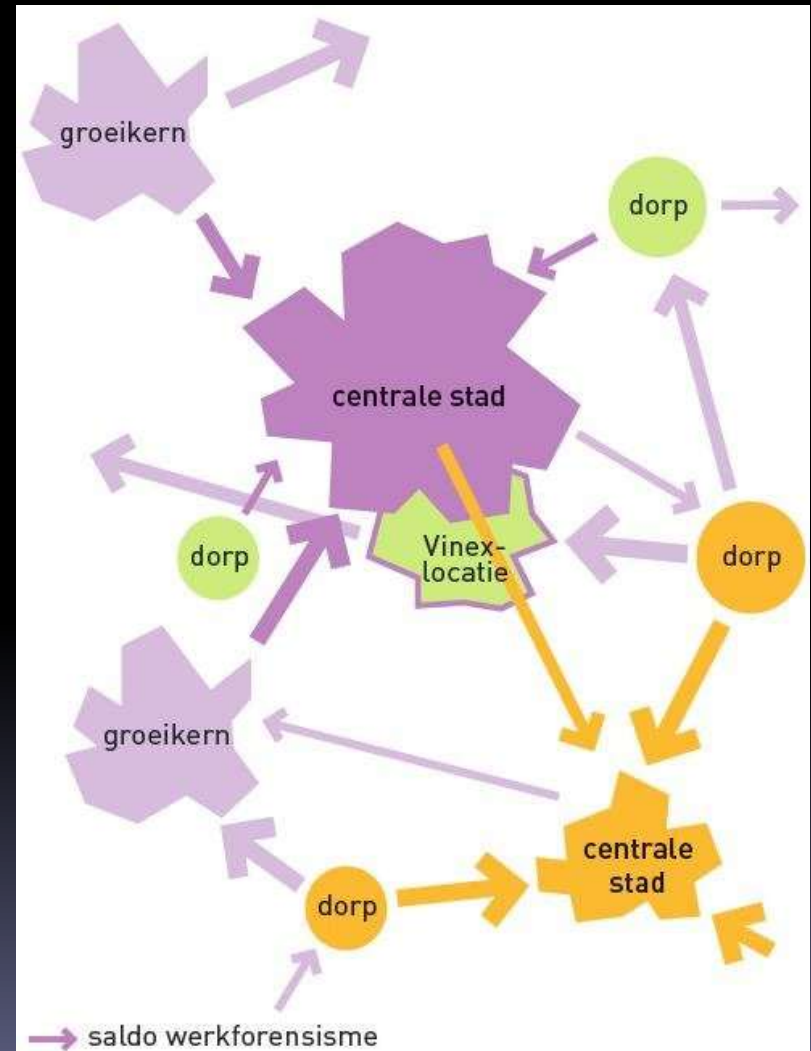 groeikern
dorp
centrale stad
Vinex-
locatie
dorp
dorp
groeikern
centrale
stad
dorp
saldo werkforensisme